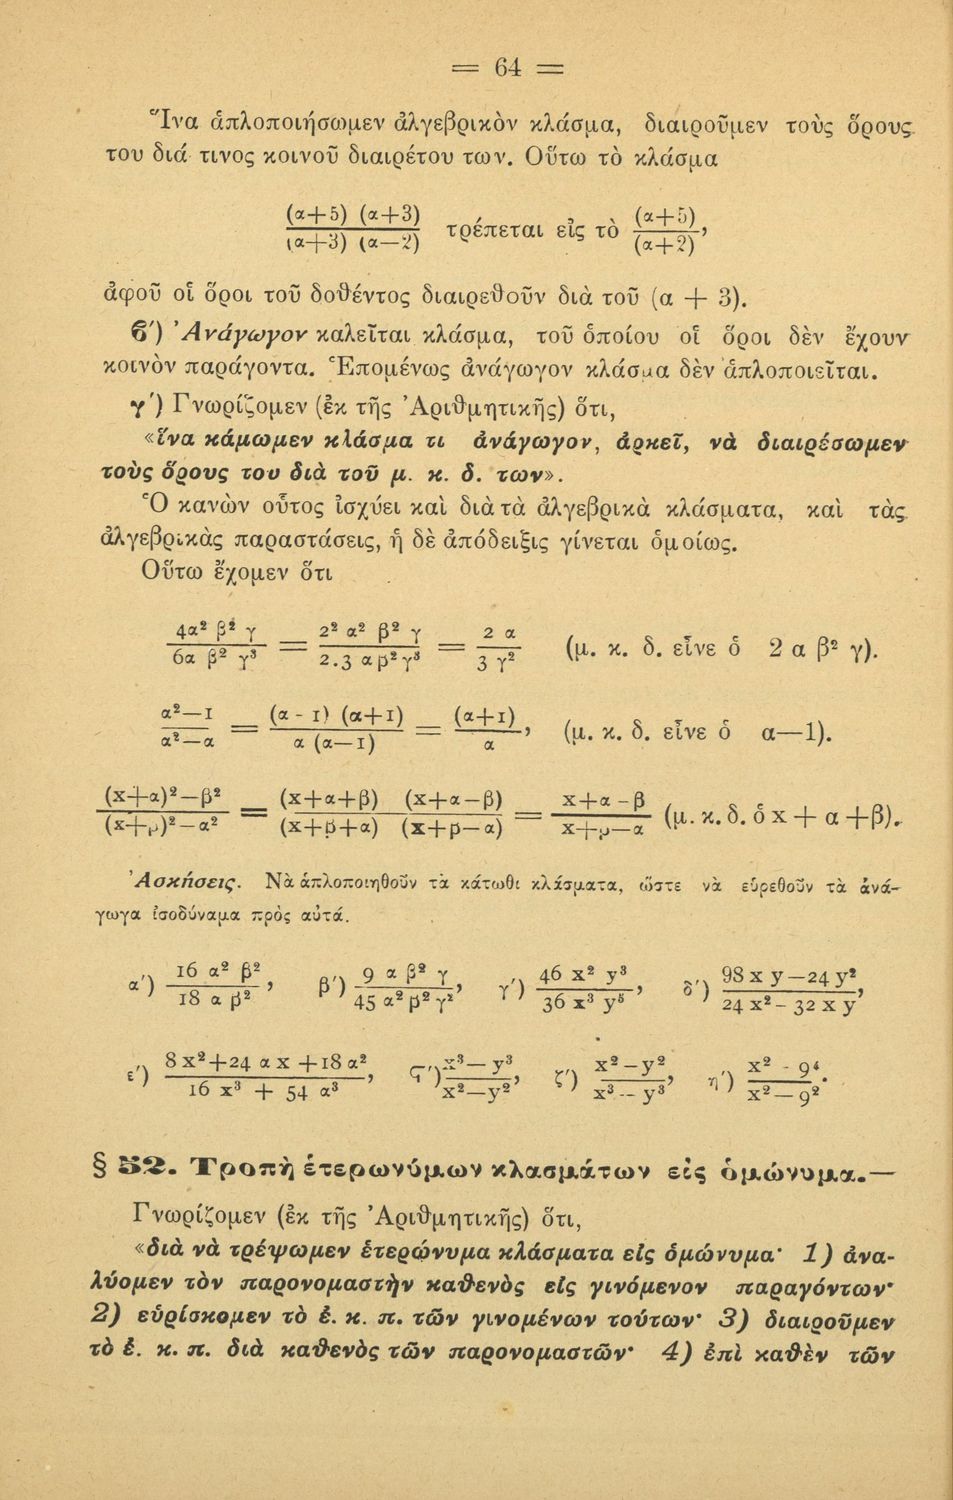 = 64 =
Ἵνα ἁπλοποιήσωμεν ἀλγεβρικὸν κλάσμα, διαιροῦμεν τοὺς ὅρους
του διά τινος κοινοῦ διαιρέτου των. Οὕτω τὸ κλάσμα
(α+5) (α+3) / (α+3) (α—2) τρέπεται εἰς τὸ (α+5) / (α+2),
ἀφοῦ οἱ ὅροι τοῦ δοθέντος διαιρεθοῦν διὰ τοῦ (α + 3).
ϐ') Ἀνάγωγον καλεῖται κλάσμα, τοῦ ὁποίου οἱ ὅροι δὲν ἔχουν
κοινὸν παράγοντα. Ἑπομένως ἀνάγωγον κλάσμα δὲν ἁπλοποιεῖται.
γ') Γνωρίζομεν (ἐκ τῆς Ἀριθμητικῆς) ὅτι,
«ἵνα κάμωμεν κλάσμα τι ἀνάγωγον, ἀρκεῖ, νὰ διαιρέσωμεν
τοὺς ὅρους του διὰ τοῦ μ. κ. δ. των».
Ὁ κανὼν οὗτος ἰσχύει καὶ διὰ τὰ ἀλγεβρικὰ κλάσματα, καὶ τὰς
ἀλγεβρικὰς παραστάσεις, ἡ δὲ ἀπόδειξις γίνεται ὁμοίως.
Οὕτω ἔχομεν ὅτι
4α² β² γ / 6α β² γ³ = 2² α² β² γ / 2.3 αβ²γ³ = 2 α / 3 γ² (μ. κ. δ. εἶνε ὁ 2 α β² γ).
α²—1 / α²—α = (α - 1) (α+1) / α (α—1) = (α+1) / α, (μ. κ. δ. εἶνε ὁ α—1).
(x+α)²—β² / (x+β)²—α² = (x+α+β) (x+α—β) / (x+β+α) (x+β—α) = x+α-β / x+β—α (μ. κ. δ. ὁ x + α +β).
Ἀσκήσεις. Νὰ ἁπλοποιηθοῦν τὰ κάτωθι κλάσματα, ὥστε νὰ εὑρεθοῦν τὰ ἀνά-
γωγα ἰσοδύναμα πρὸς αὐτά.
α') 16 α² β² / 18 α β², β') 9 α β² γ / 45 α² β² γ², γ') 46 x² y³ / 36 x³ y⁵, δ') 98 x y—24 y² / 24 x²- 32 x y,
ε') 8 x²+24 α x +18 α² / 16 x³ + 54 α³, ς') x³—y³ / x²—y², ζ') x²—y² / x³—y³, η') x² - 9⁴ / x²—9².
§ 52. Τροπὴ ἑτερωνύμων κλασμάτων εἰς ὁμώνυμα.—
Γνωρίζομεν (ἐκ τῆς Ἀριθμητικῆς) ὅτι,
«διὰ νὰ τρέψωμεν ἑτερώνυμα κλάσματα εἰς ὁμώνυμα· 1) ἀνα-
λύομεν τὸν παρονομαστὴν καθενὸς εἰς γινόμενον παραγόντων·
2) εὑρίσκομεν τὸ ἐ. κ. π. τῶν γινομένων τούτων· 3) διαιροῦμεν
τὸ ἐ. κ. π. διὰ καθενὸς τῶν παρονομαστῶν· 4) ἐπὶ καθὲν τῶν